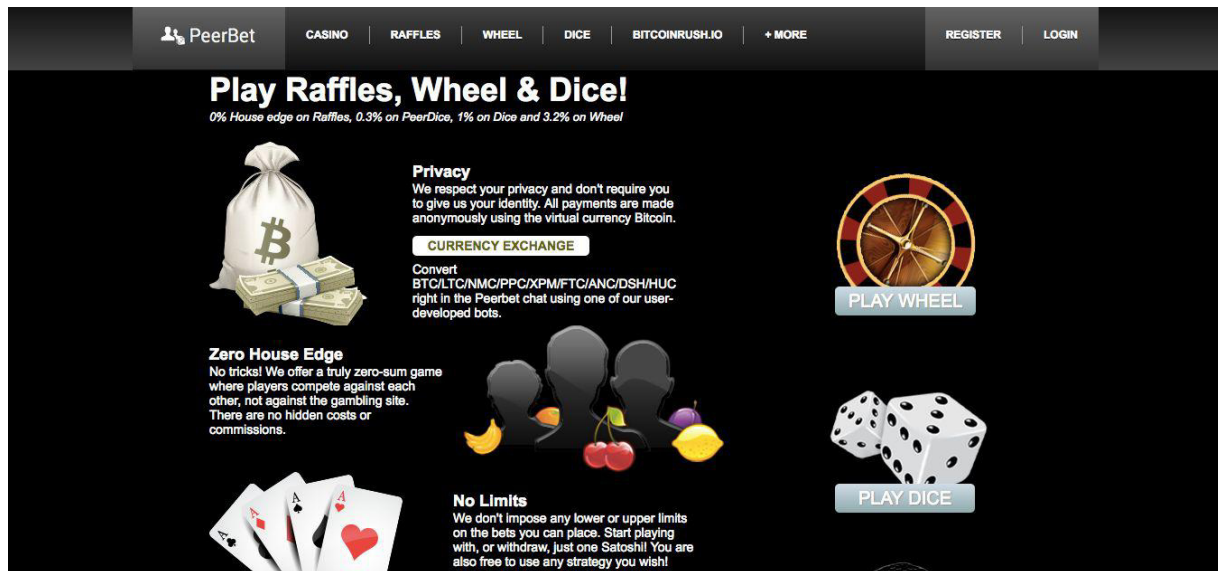 PeerBet
CASINO
RAFFLES
WHEEL
DICE
BITCOINRUSH.IO
+ MORE
REGISTER
LOGIN
Play Raffles, Wheel & Dice!
0% House edge on Raffles, 0.3% on PeerDice, 1% on Dice and 3.2% on Wheel
Privacy
We respect your privacy and don't require you
to give us your identity. All payments are made
anonymously using the virtual currency Bitcoin.
CURRENCY EXCHANGE
Convert
BTC/LTC/NMC/PPC/XPM/FTC/ANC/DSH/HUC
right in the Peerbet chat using one of our user-
developed bots.
PLAY WHEEL
Zero House Edge
No tricks! We offer a truly zero-sum game
where players compete against each
other, not against the gambling site.
There are no hidden costs or
commissions.
PLAY DICE
A
A
A
A
No Limits
We don't impose any lower or upper limits
on the bets you can place. Start playing
with, or withdraw, just one Satoshi! You are
also free to use any strategy you wish!